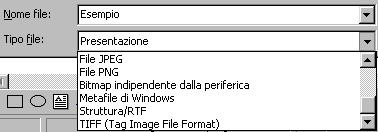 Nome file: Esempio
Tipo file: Presentazione
File JPEG
File PNG
Bitmap indipendente dalla periferica
Metafile di Windows
Struttura/RTF
TIFF (Tag Image File Format)